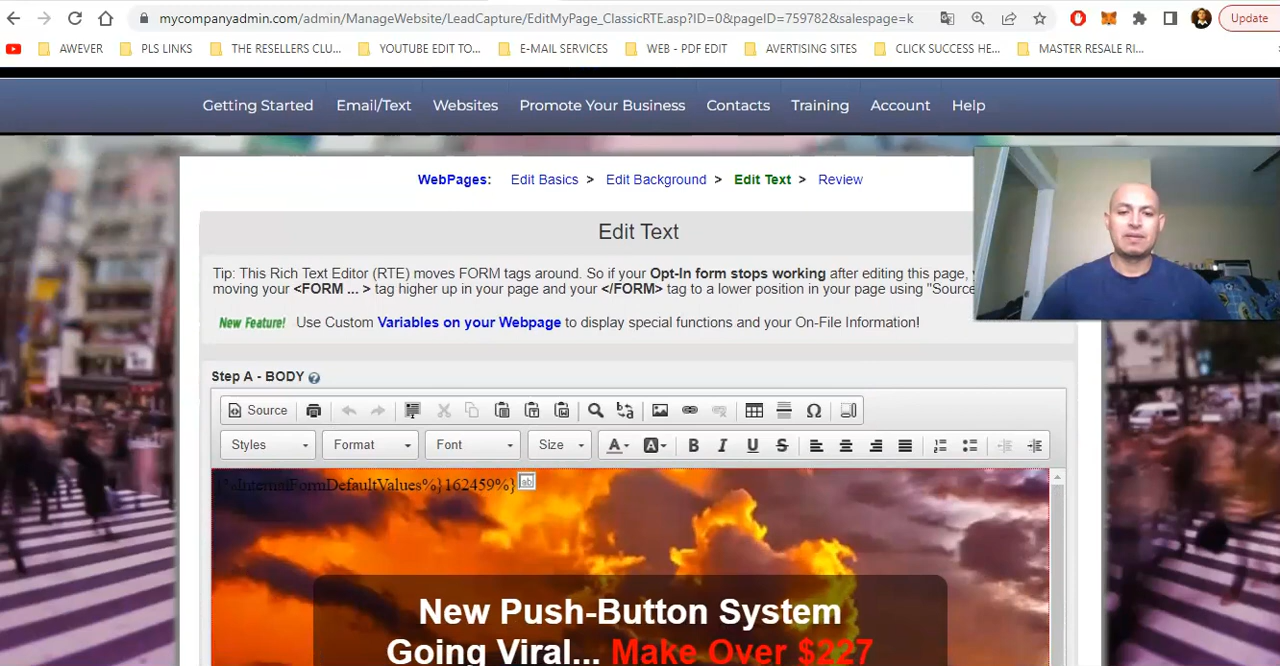 mycompanyadmin.com/admin/ManageWebsite/LeadCapture/EditMyPage_ClassicRTE.asp?ID=0&pageID=759782&salespage=k
Update
AWEVER
PLS LINKS
THE RESELLERS CLU...
YOUTUBE EDIT TO...
E-MAIL SERVICES
WEB - PDF EDIT
AVERTISING SITES
CLICK SUCCESS HE...
MASTER RESALE RI...
Getting Started Email/Text Websites Promote Your Business Contacts Training Account Help
WebPages: Edit Basics > Edit Background > Edit Text > Review
Edit Text
Tip: This Rich Text Editor (RTE) moves FORM tags around. So if your Opt-In form stops working after editing this page,
moving your <FORM ... > tag higher up in your page and your </FORM> tag to a lower position in your page using "Source
New Feature! Use Custom Variables on your Webpage to display special functions and your On-File Information!
Step A - BODY ?
Source
Styles Format Font Size A A B I U S
InternalFormDefaultValues%}162459%} ab
New Push-Button System
Going Viral... Make Over $227